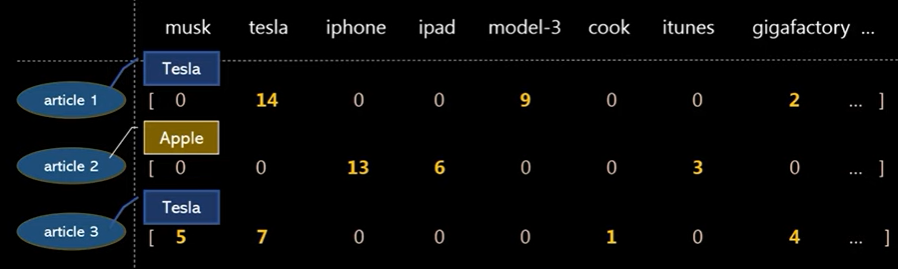 musk tesla iphone ipad model-3 cook itunes gigafactory ...
Tesla
article 1 [ 0 14 0 0 9 0 0 2 ... ]
Apple
article 2 [ 0 0 13 6 0 0 3 0 ... ]
Tesla
article 3 [ 5 7 0 0 0 1 0 4 ... ]